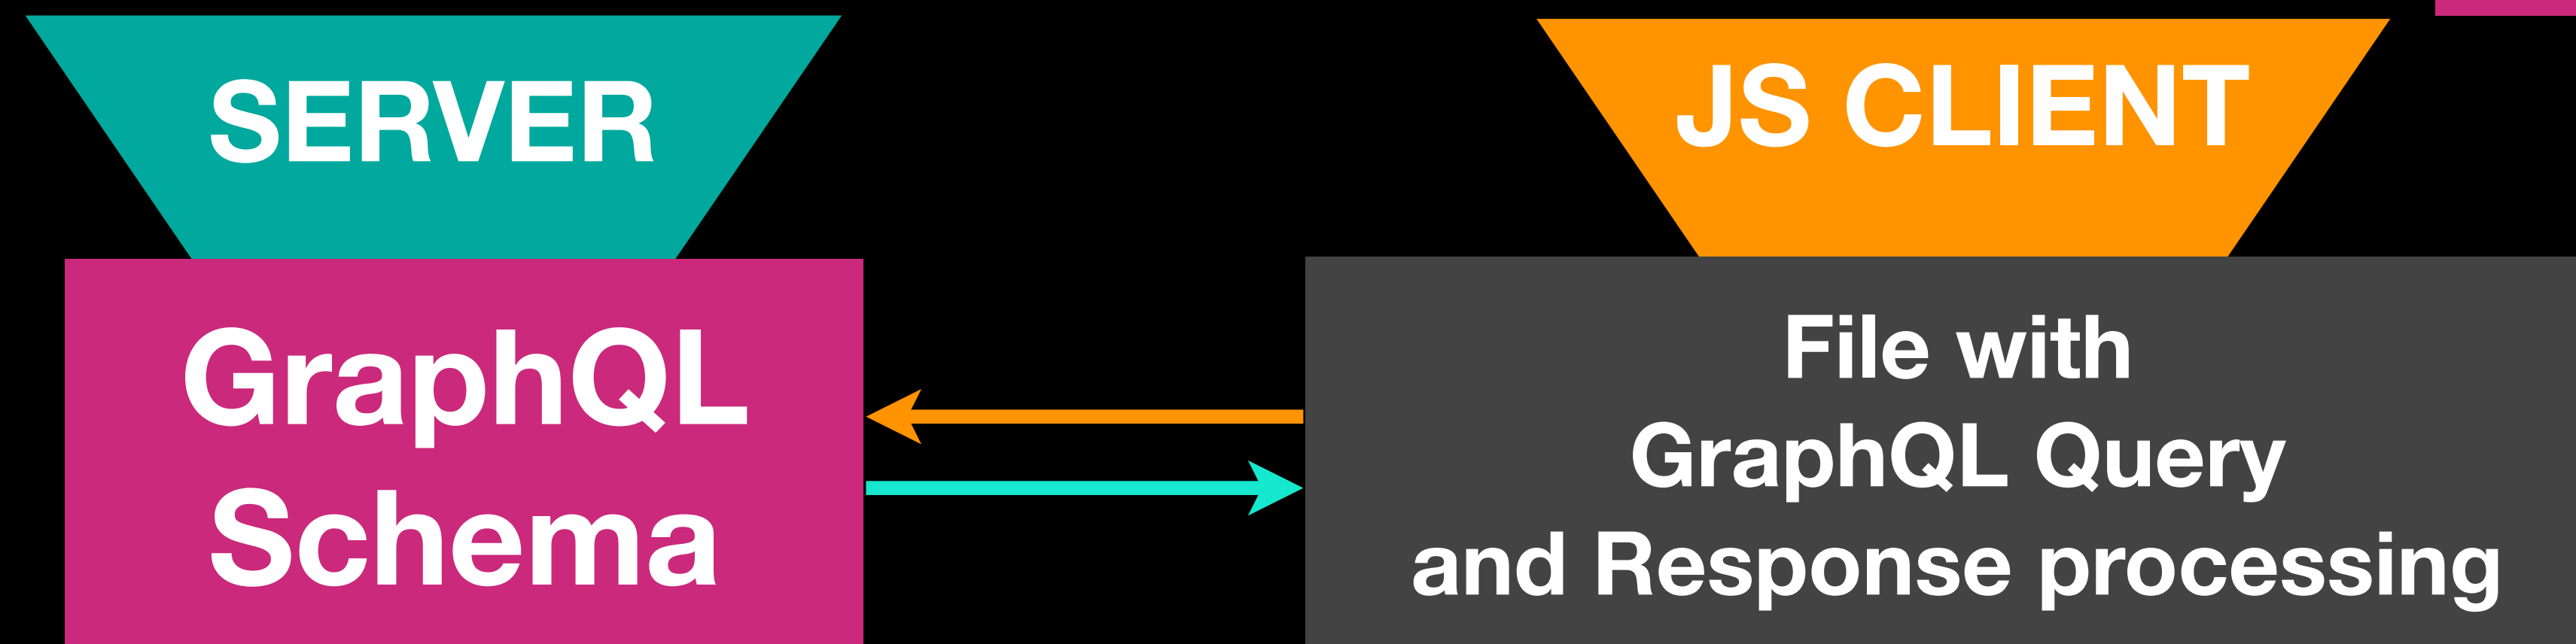 SERVER
JS CLIENT
GraphQL
Schema
File with
GraphQL Query
and Response processing